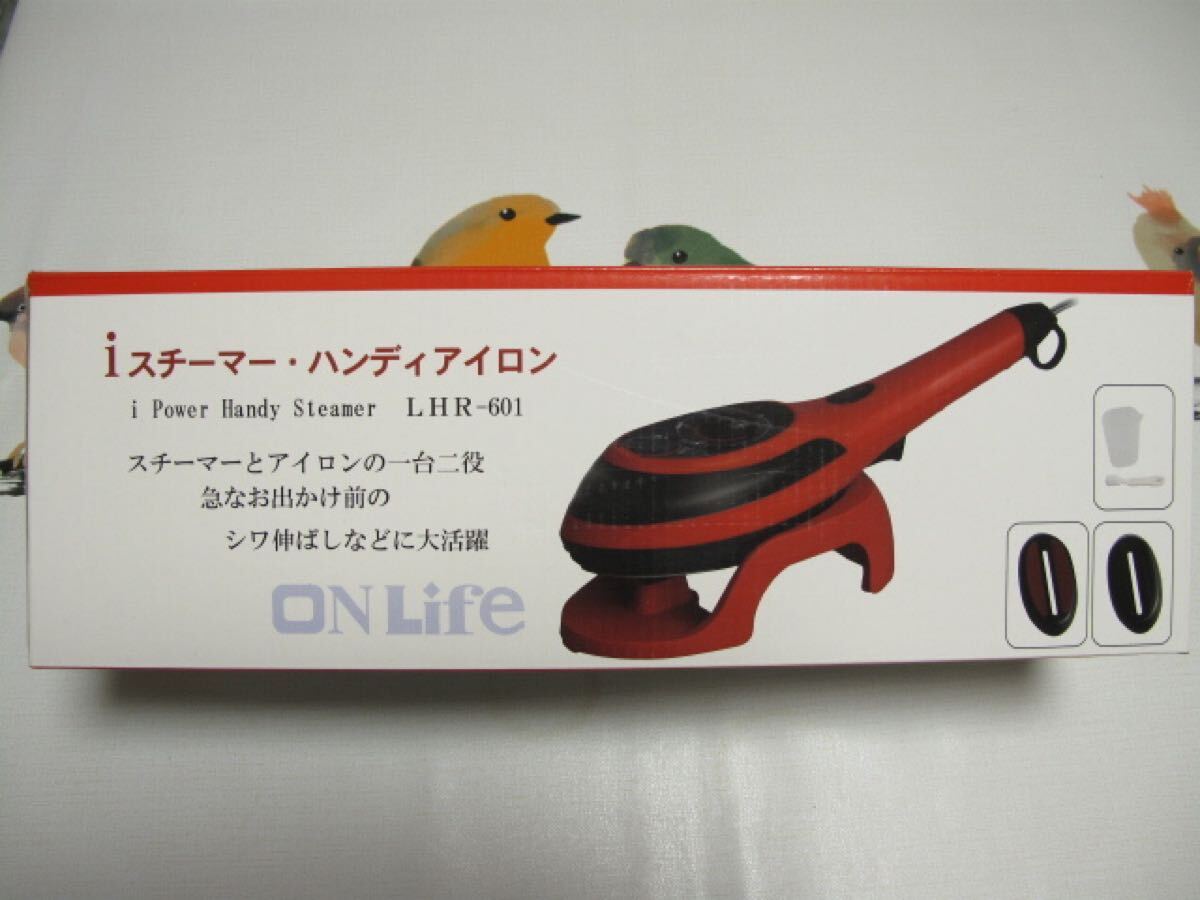 iスチーマー・ハンディアイロン
i Power Handy Steamer LHR-601
スチーマーとアイロンの一台二役
急なお出かけ前の
シワ伸ばしなどに大活躍
ON Life